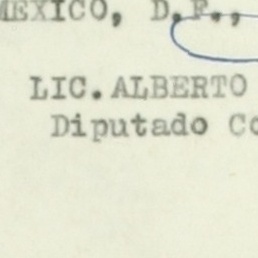 MEXICO, D.F.,
LIC. ALBERTO
Diputado Co